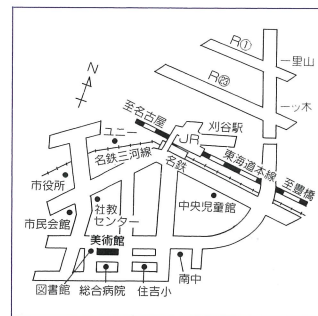 R①
一里山
R㉓
一ッ木
N
至名古屋
ユニー
JR
刈谷駅
名鉄三河線
名鉄
東海道本線
至豊橋
市役所
市民会館
社教
センター
中央児童館
美術館
図書館
総合病院
住吉小
南中